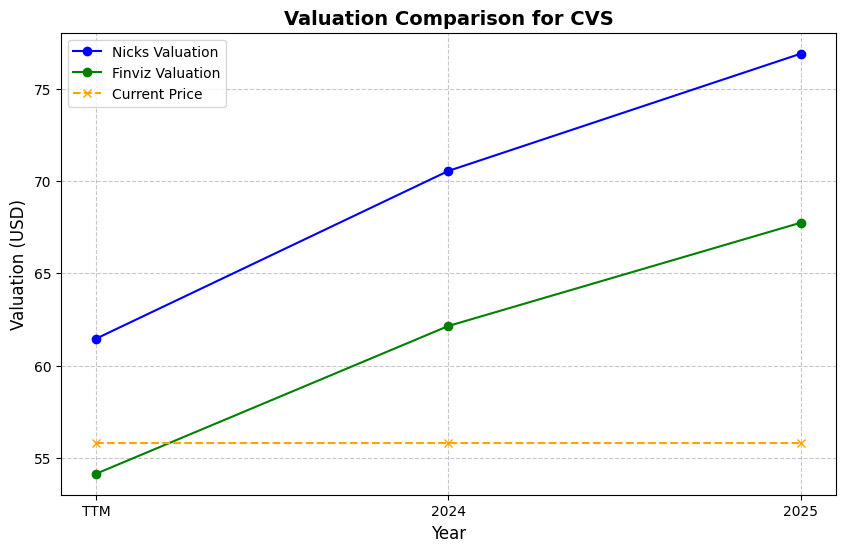 Valuation Comparison for CVS
Nicks Valuation
Finviz Valuation
Current Price
Valuation (USD)
75
70
65
60
55
TTM
2024
2025
Year